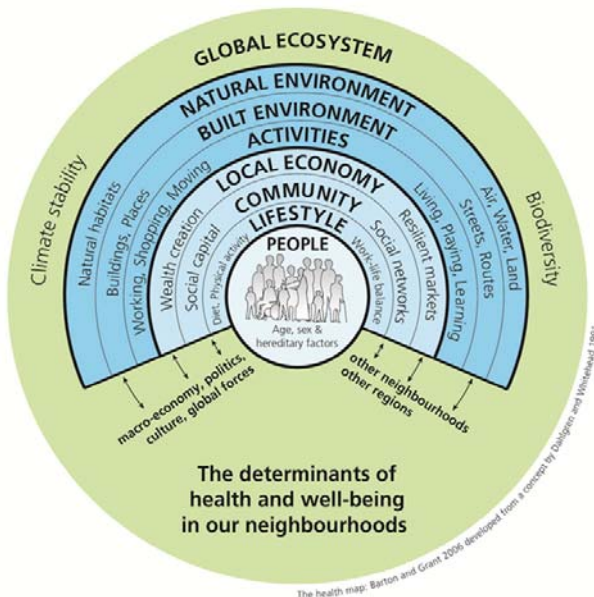 GLOBAL ECOSYSTEM
NATURAL ENVIRONMENT
BUILT ENVIRONMENT
ACTIVITIES
LOCAL ECONOMY
COMMUNITY
LIFESTYLE
PEOPLE
Age, sex &
hereditary factors
Climate stability
Natural habitats
Buildings, Places
Working, Shopping, Moving
Wealth creation
Social capital
Diet, Physical activity
Work-life balance
Social networks
Resilient markets
Living, Playing, Learning
Streets, Routes
Air, Water, Land
Biodiversity
macro-economy, politics,
culture, global forces
other neighbourhoods
other regions
The determinants of
health and well-being
in our neighbourhoods
The health map: Barton and Grant 2006 developed from a concept by Dahlgren and Whitehead